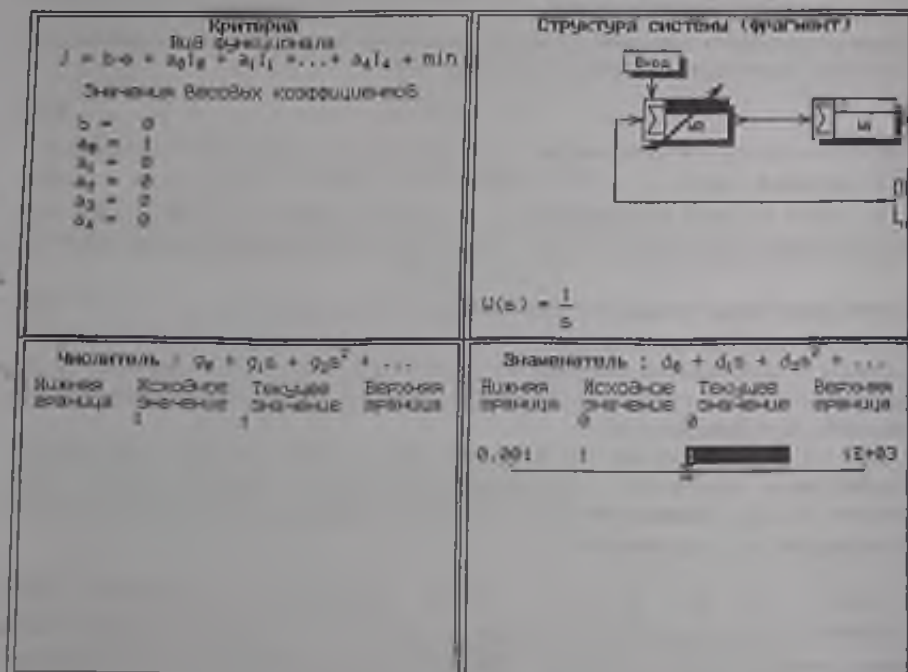 Критерий
Вид функционала
J = b·σ + a₀I₀ + a₁I₁ +...+ a₄I₄ → min
Значения весовых коэффициентов
b = 0
a₀ = 1
a₁ = 0
a₂ = 0
a₃ = 0
a₄ = 0
Структура системы (фрагмент)
Вход
Σ
Σ
W(s) = 1
s
Числитель : g₀ + g₁s + g₂s² + ...
Нижняя Исходное Текущее Верхняя
граница значение значение граница
1 1
Знаменатель : d₀ + d₁s + d₂s² + ...
Нижняя Исходное Текущее Верхняя
граница значение значение граница
0 0
0.001 1 1 1E+03